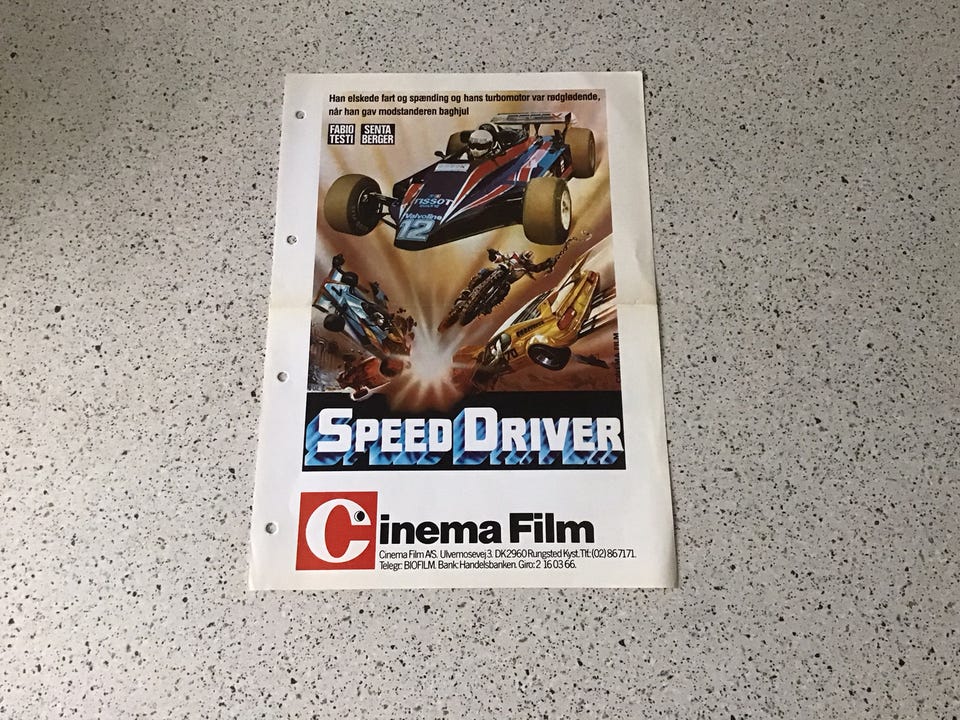 Han elskede fart og spænding og hans turbomotor var rødglødende,
når han gav modstanderen baghjul
FABIO TESTI
SENTA BERGER
TISSOT
Valvoline
12
70
SPEED DRIVER
Cinema Film
Cinema Film A/S. Ulvemosevej 3. DK2960 Rungsted Kyst. Tlf.: (02) 86 71 71.
Telegr.: BIOFILM. Bank: Handelsbanken. Giro: 2 16 03 66.